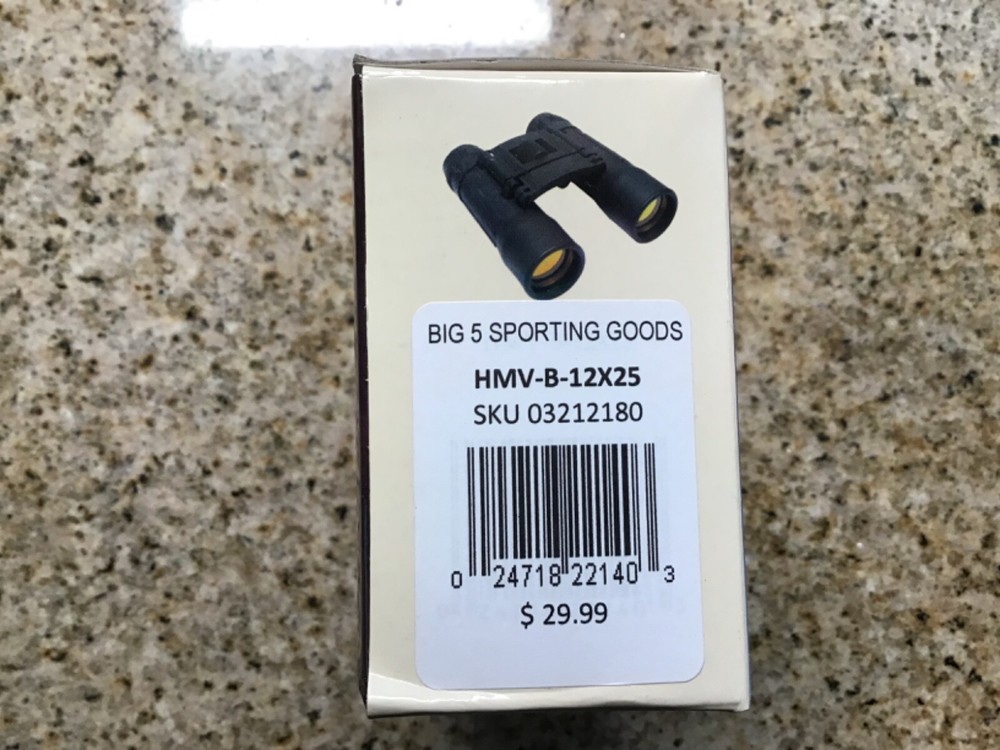 BIG 5 SPORTING GOODS
HMV-B-12X25
SKU 03212180
0 24718 22140 3
$ 29.99